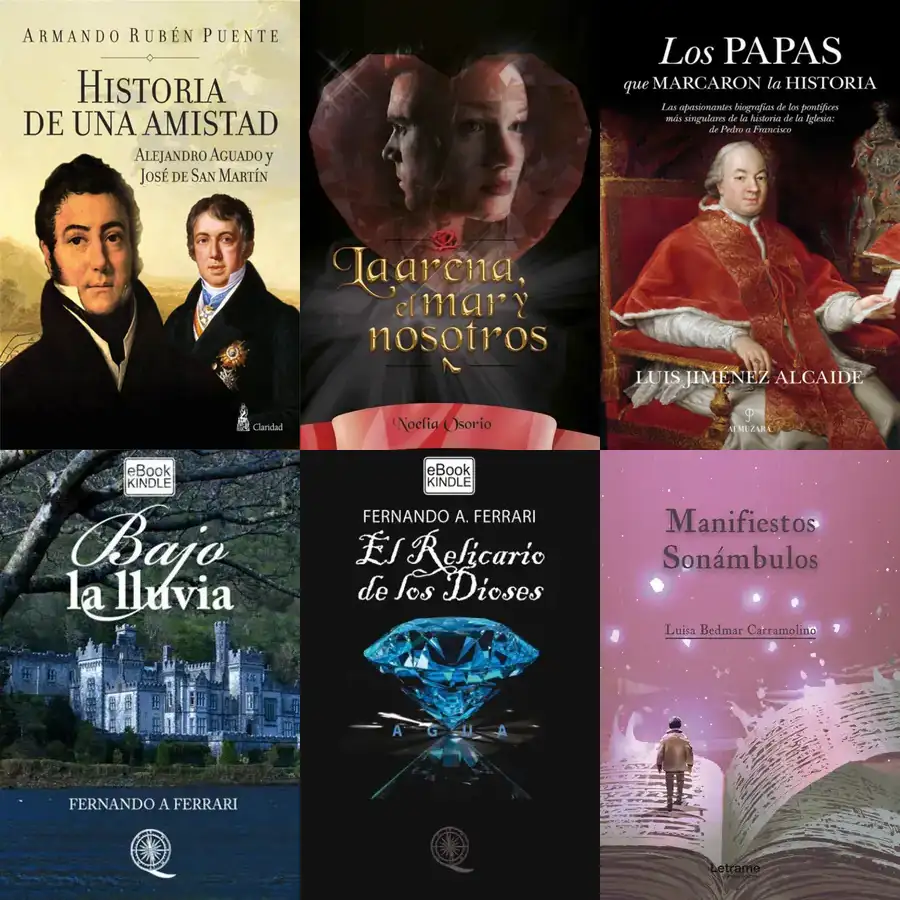 ARMANDO RUBÉN PUENTE
HISTORIA
DE UNA AMISTAD
ALEJANDRO AGUADO Y
JOSÉ DE SAN MARTÍN
Claridad
La arena,
el mar y
nosotros
Noelia Osorio
Los PAPAS
que MARCARON la HISTORIA
Las apasionantes biografías de los pontífices
más singulares de la historia de la Iglesia:
de Pedro a Francisco
LUIS JIMÉNEZ ALCAIDE
ALMUZARA
eBook
KINDLE
Bajo
la lluvia
FERNANDO A FERRARI
eBook
KINDLE
FERNANDO A. FERRARI
El Relicario
de los Dioses
AGUA
Manifiestos
Sonámbulos
Luisa Bedmar Carramolino
Letrame